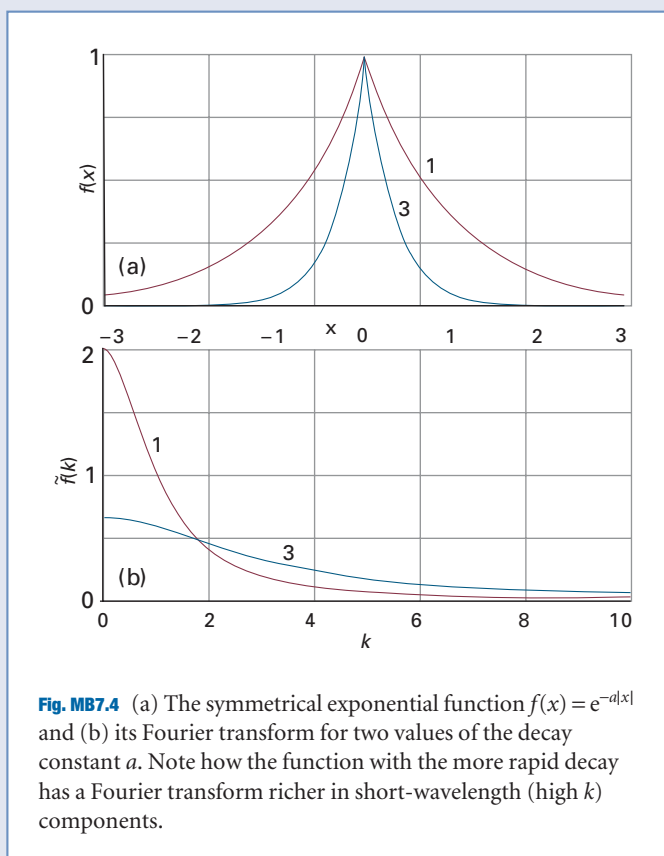 1
f(x)
1
3
(a)
0
−3 −2 −1 x 0 1 2 3
2
1
f̃(k)
1
3
(b)
0
0 2 4 6 8 10
k
Fig. MB7.4 (a) The symmetrical exponential function f(x) = e^{−a|x|}
and (b) its Fourier transform for two values of the decay
constant a. Note how the function with the more rapid decay
has a Fourier transform richer in short-wavelength (high k)
components.